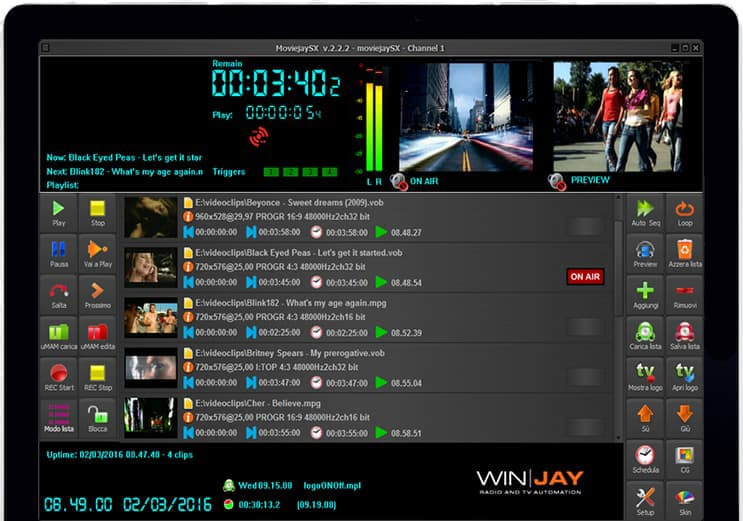 MoviejaySX v.2.2.2 - moviejaySX - Channel 1
Remain
00:03:40 2
Play: 00:00:0 54
Now: Black Eyed Peas - Let's get it star
Next: Blink182 - What's my age again.n
Triggers 1 2 3 4
Playlist:
L R
ON AIR
PREVIEW
Play
Stop
Pausa
Vai a Play
Salta
Prossimo
uMAM carica
uMAM edita
REC Start
REC Stop
Modo lista
Blocca
E:\videoclips\Beyonce - Sweet dreams (2009).vob
960x528@29,97 PROGR 16:9 48000Hz2ch32 bit
00:00:00:00 00:03:58:00 00:03:58:00 08.48.27
E:\videoclips\Black Eyed Peas - Let's get it started.vob
720x576@25,00 PROGR 4:3 48000Hz2ch32 bit
00:00:00:00 00:03:45:00 00:03:45:00 08.48.54
ON AIR
E:\videoclips\Blink182 - What's my age again.mpg
720x576@25,00 PROGR 4:3 48000Hz2ch16 bit
00:00:00:00 00:02:25:00 00:02:25:00 08.52.39
E:\videoclips\Britney Spears - My prerogative.vob
720x576@25,00 I:TOP 4:3 48000Hz2ch32 bit
00:00:00:00 00:03:47:00 00:03:47:00 08.55.04
E:\videoclips\Cher - Believe.mpg
720x576@25,00 PROGR 16:9 48000Hz2ch16 bit
00:00:00:00 00:03:55:00 00:03:55:00 08.58.51
Auto Seq
Loop
Preview
Azzera lista
Aggiungi
Rimuovi
Carica lista
Salva lista
tv
tv
Mostra logo
Apri logo
Sù
Giù
Schedula
CG
Setup
Skin
Uptime: 02/03/2016 08.47.48 - 4 clips
Wed 09.15.00 logoONOff.mpl
08.49.00 02/03/2016
00:30:13.2 (09.19.08)
WIN|JAY
RADIO AND TV AUTOMATION